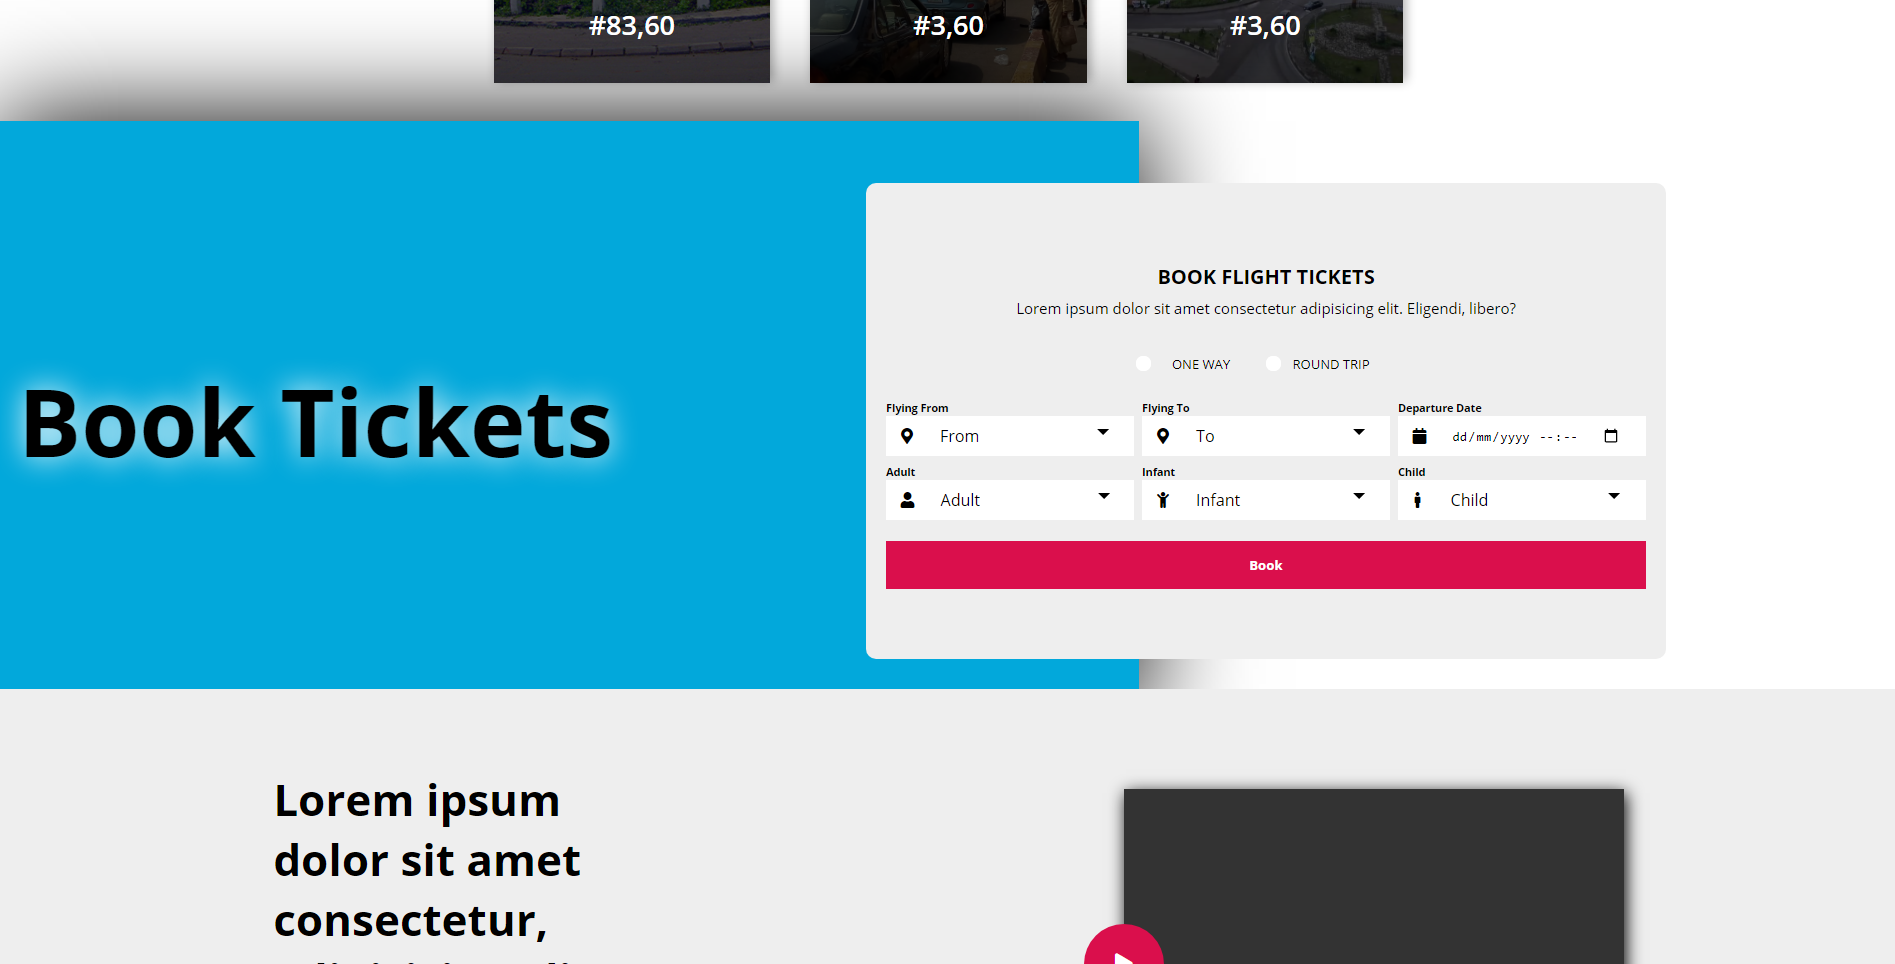 #83,60
#3,60
#3,60
Book Tickets
BOOK FLIGHT TICKETS
Lorem ipsum dolor sit amet consectetur adipisicing elit. Eligendi, libero?
ONE WAY
ROUND TRIP
Flying From
Flying To
Departure Date
From
To
dd/mm/yyyy --:--
Adult
Infant
Child
Adult
Infant
Child
Book
Lorem ipsum
dolor sit amet
consectetur,